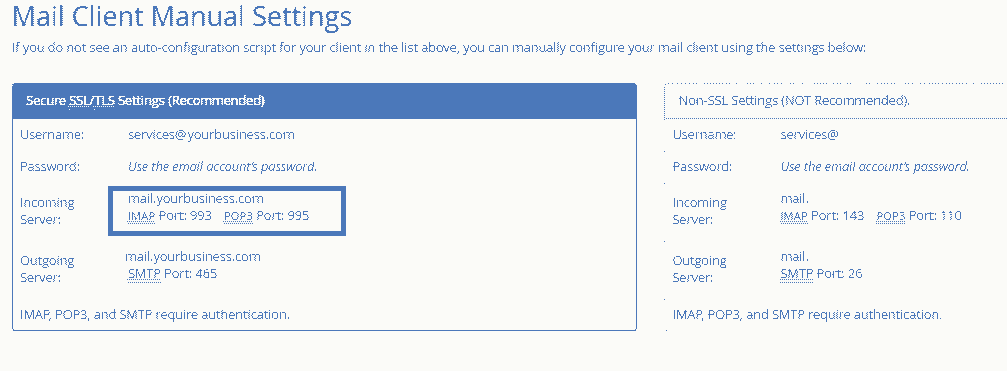 Mail Client Manual Settings
If you do not see an auto-configuration script for your client in the list above, you can manually configure your mail client using the settings below:
Secure SSL/TLS Settings (Recommended)
Username: services@yourbusiness.com
Password: Use the email account's password.
Incoming Server: mail.yourbusiness.com
IMAP Port: 993 POP3 Port: 995
Outgoing Server: mail.yourbusiness.com
SMTP Port: 465
IMAP, POP3, and SMTP require authentication.
Non-SSL Settings (NOT Recommended).
Username: services@
Password: Use the email account's password.
Incoming Server: mail.
IMAP Port: 143 POP3 Port: 110
Outgoing Server: mail.
SMTP Port: 26
IMAP, POP3, and SMTP require authentication.